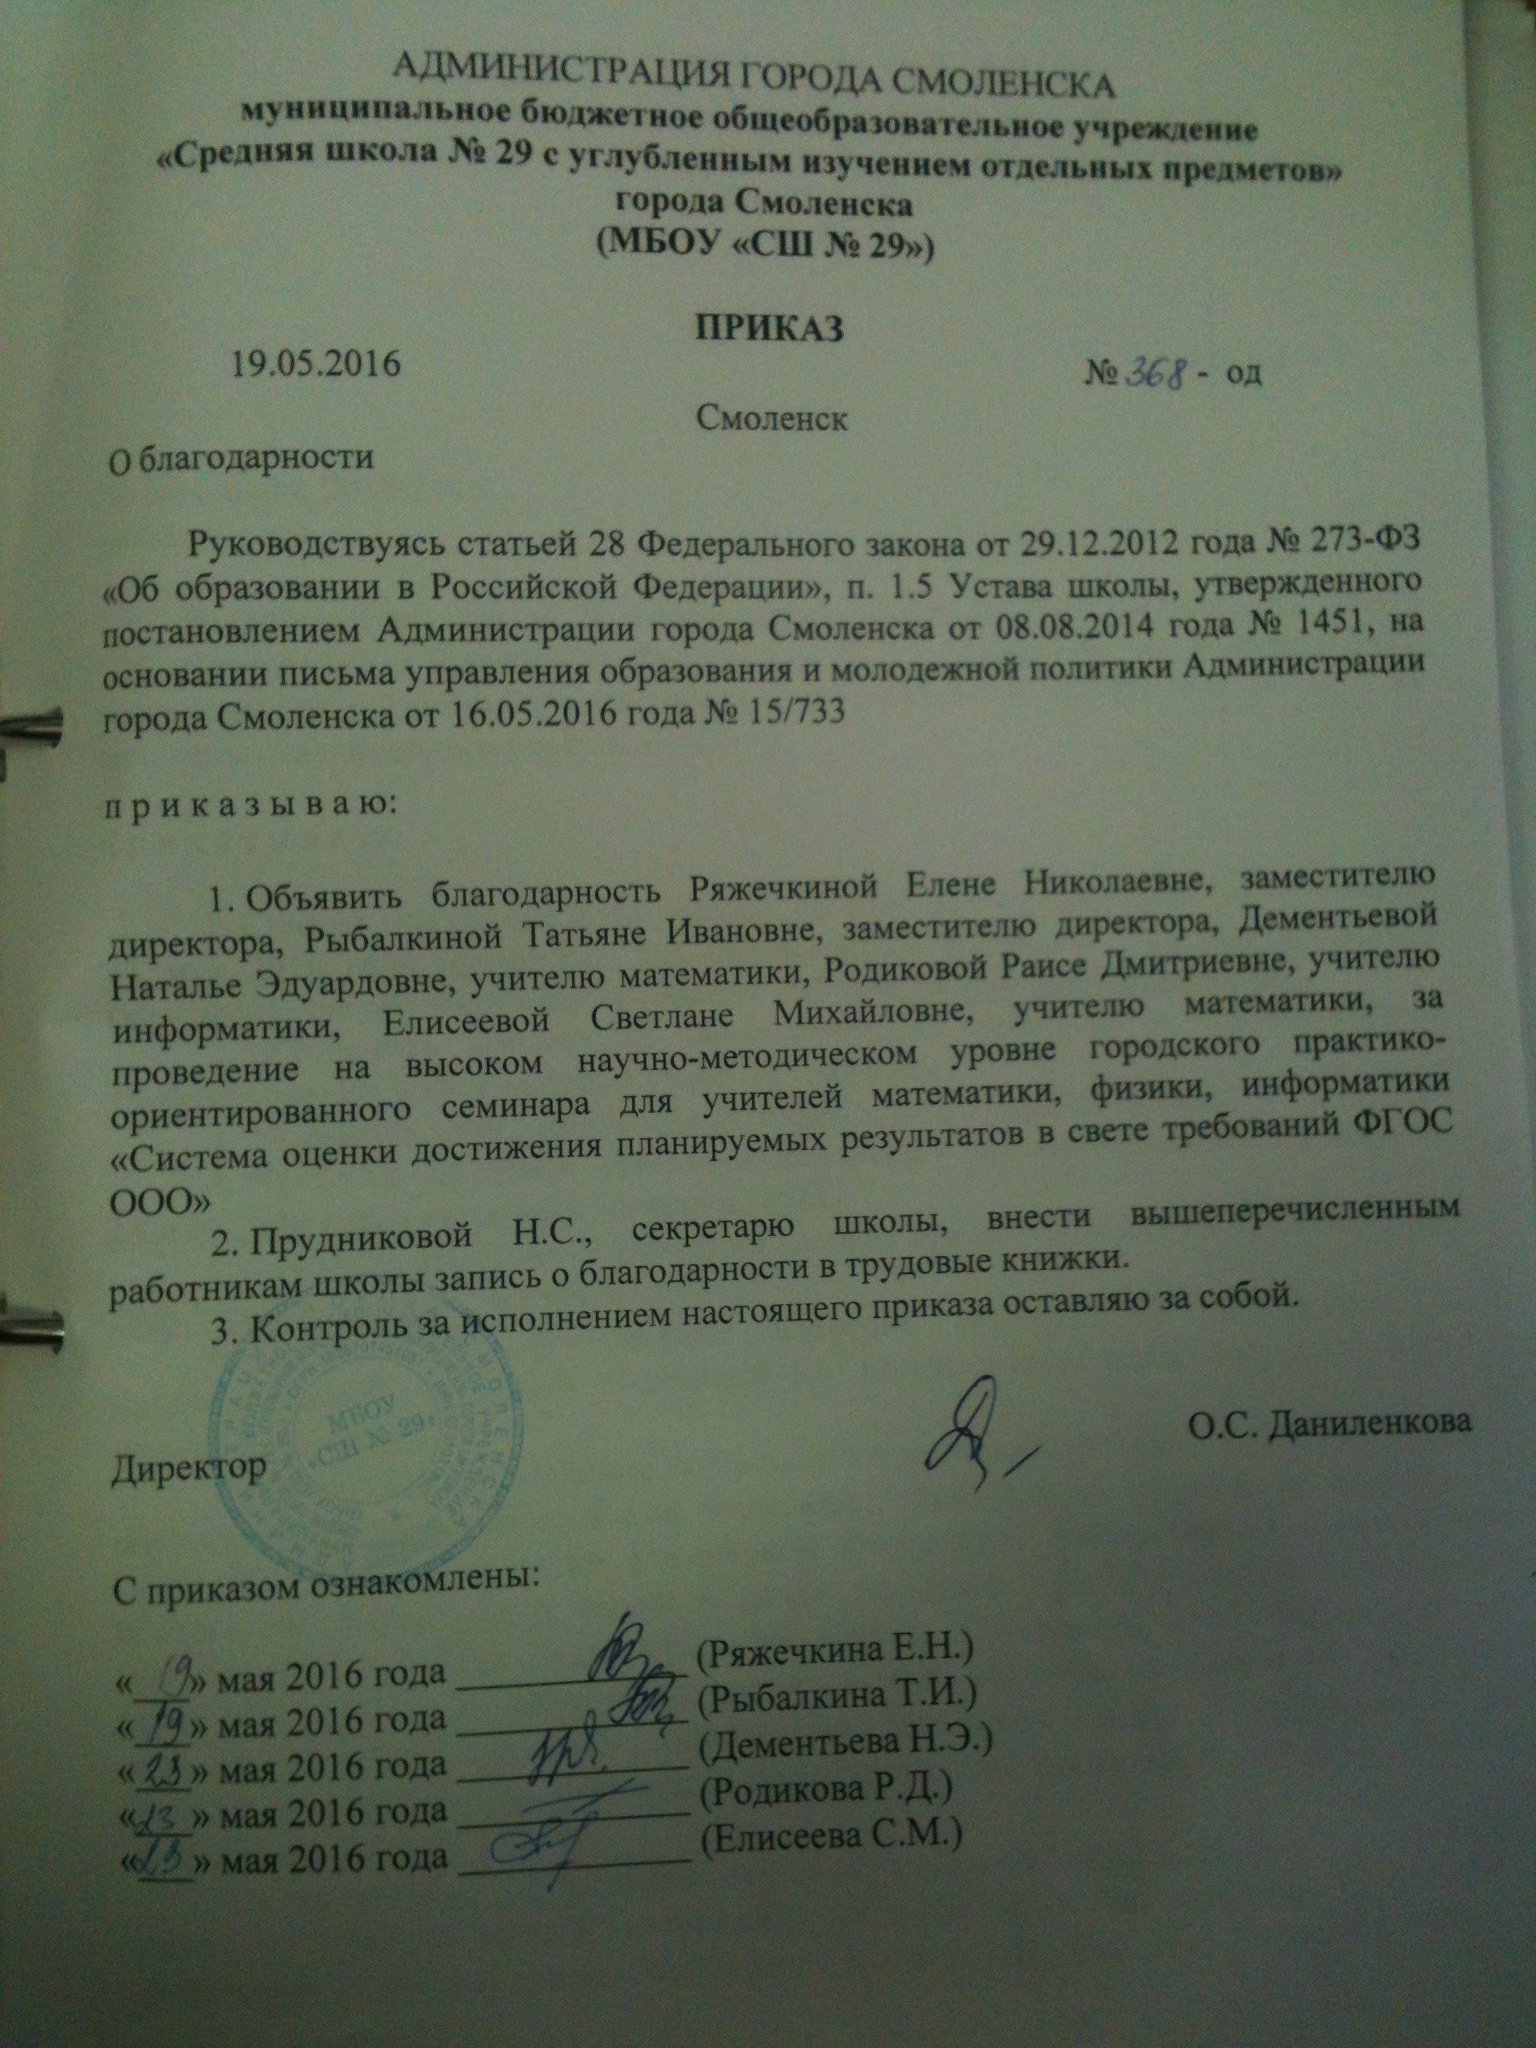 АДМИНИСТРАЦИЯ ГОРОДА СМОЛЕНСКА
муниципальное бюджетное общеобразовательное учреждение
«Средняя школа № 29 с углубленным изучением отдельных предметов»
города Смоленска
(МБОУ «СШ № 29»)
ПРИКАЗ
19.05.2016 № 368 - од
Смоленск
О благодарности
Руководствуясь статьей 28 Федерального закона от 29.12.2012 года № 273-ФЗ
«Об образовании в Российской Федерации», п. 1.5 Устава школы, утвержденного
постановлением Администрации города Смоленска от 08.08.2014 года № 1451, на
основании письма управления образования и молодежной политики Администрации
города Смоленска от 16.05.2016 года № 15/733
п р и к а з ы в а ю:
1. Объявить благодарность Ряжечкиной Елене Николаевне, заместителю
директора, Рыбалкиной Татьяне Ивановне, заместителю директора, Дементьевой
Наталье Эдуардовне, учителю математики, Родиковой Раисе Дмитриевне, учителю
информатики, Елисеевой Светлане Михайловне, учителю математики, за
проведение на высоком научно-методическом уровне городского практико-
ориентированного семинара для учителей математики, физики, информатики
«Система оценки достижения планируемых результатов в свете требований ФГОС
ООО»
2. Прудниковой Н.С., секретарю школы, внести вышеперечисленным
работникам школы запись о благодарности в трудовые книжки.
3. Контроль за исполнением настоящего приказа оставляю за собой.
МБОУ
«СШ № 29»
Директор О.С. Даниленкова
С приказом ознакомлены:
«19» мая 2016 года (Ряжечкина Е.Н.)
«19» мая 2016 года (Рыбалкина Т.И.)
«23» мая 2016 года (Дементьева Н.Э.)
«23» мая 2016 года (Родикова Р.Д.)
«23» мая 2016 года (Елисеева С.М.)